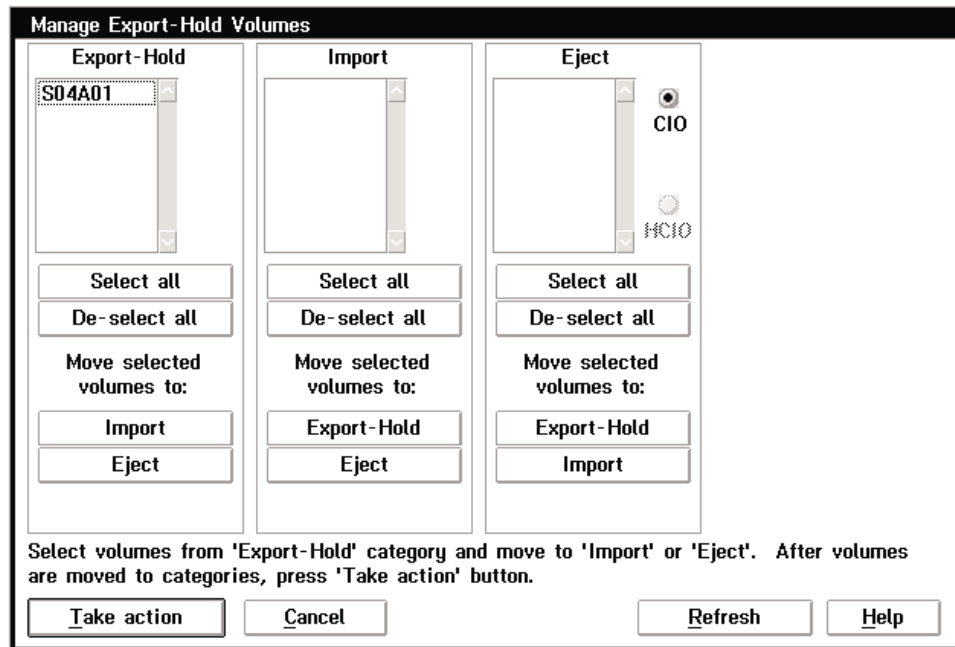 Manage Export-Hold Volumes
Export-Hold
S04A01
Select all
De-select all
Move selected
volumes to:
Import
Eject
Import
Select all
De-select all
Move selected
volumes to:
Export-Hold
Eject
Eject
CIO
HCIO
Select all
De-select all
Move selected
volumes to:
Export-Hold
Import
Select volumes from 'Export-Hold' category and move to 'Import' or 'Eject'. After volumes
are moved to categories, press 'Take action' button.
Take action
Cancel
Refresh
Help